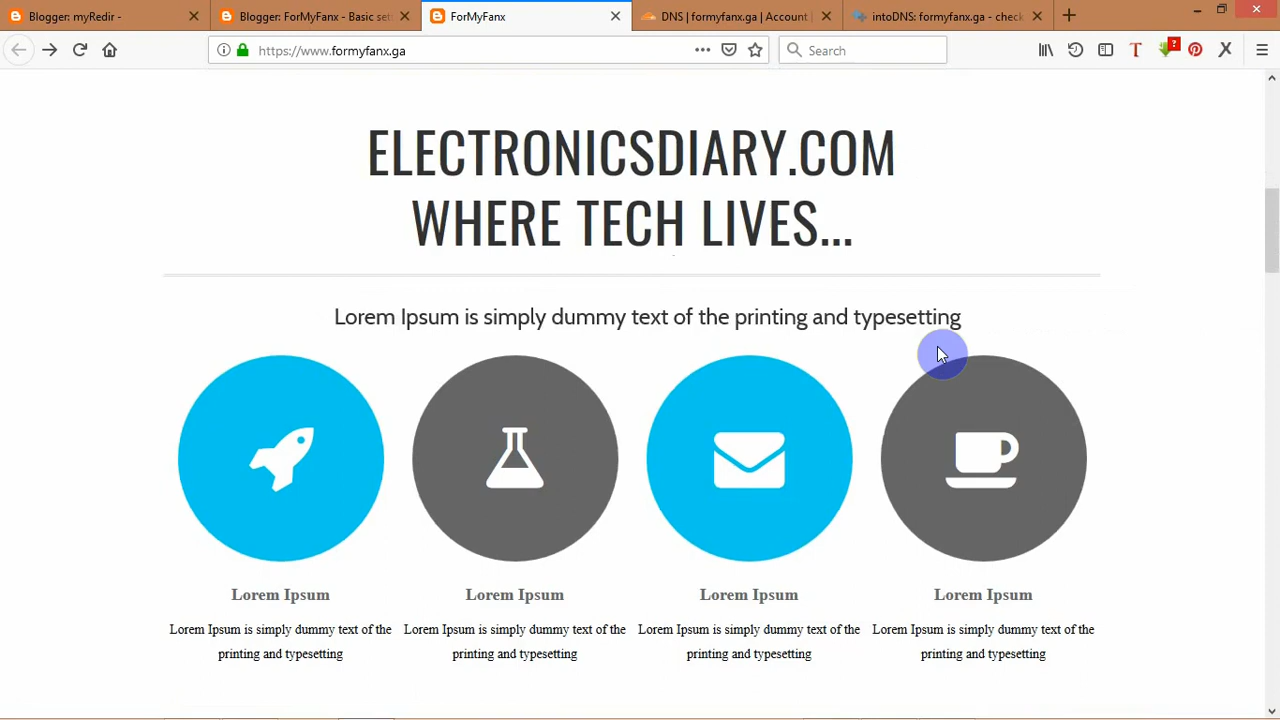 Blogger: myRedir -
Blogger: ForMyFanx - Basic set
ForMyFanx
DNS | formyfanx.ga | Account |
intoDNS: formyfanx.ga - check
https://www.formyfanx.ga
Search
ELECTRONICSDIARY.COM
WHERE TECH LIVES...
Lorem Ipsum is simply dummy text of the printing and typesetting
Lorem Ipsum
Lorem Ipsum is simply dummy text of the
printing and typesetting
Lorem Ipsum
Lorem Ipsum is simply dummy text of the
printing and typesetting
Lorem Ipsum
Lorem Ipsum is simply dummy text of the
printing and typesetting
Lorem Ipsum
Lorem Ipsum is simply dummy text of the
printing and typesetting